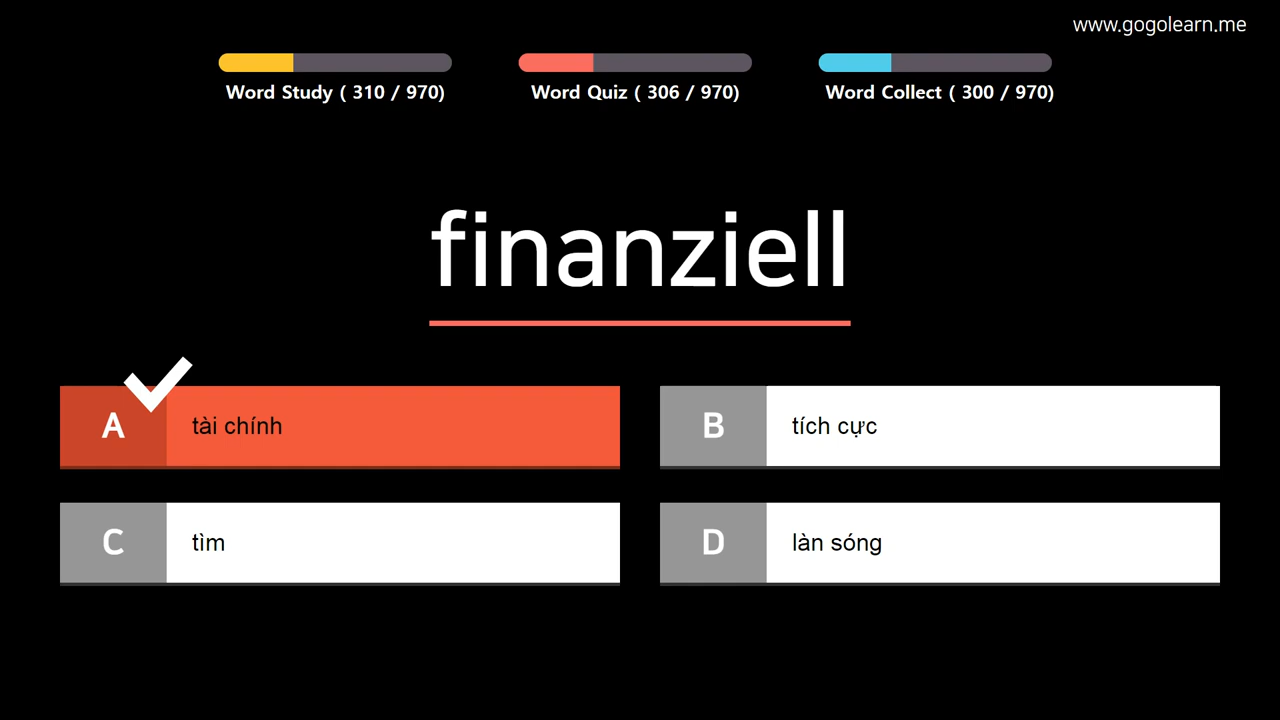 www.gogolearn.me
Word Study ( 310 / 970)
Word Quiz ( 306 / 970)
Word Collect ( 300 / 970)
finanziell
A tài chính
B tích cực
C tìm
D làn sóng